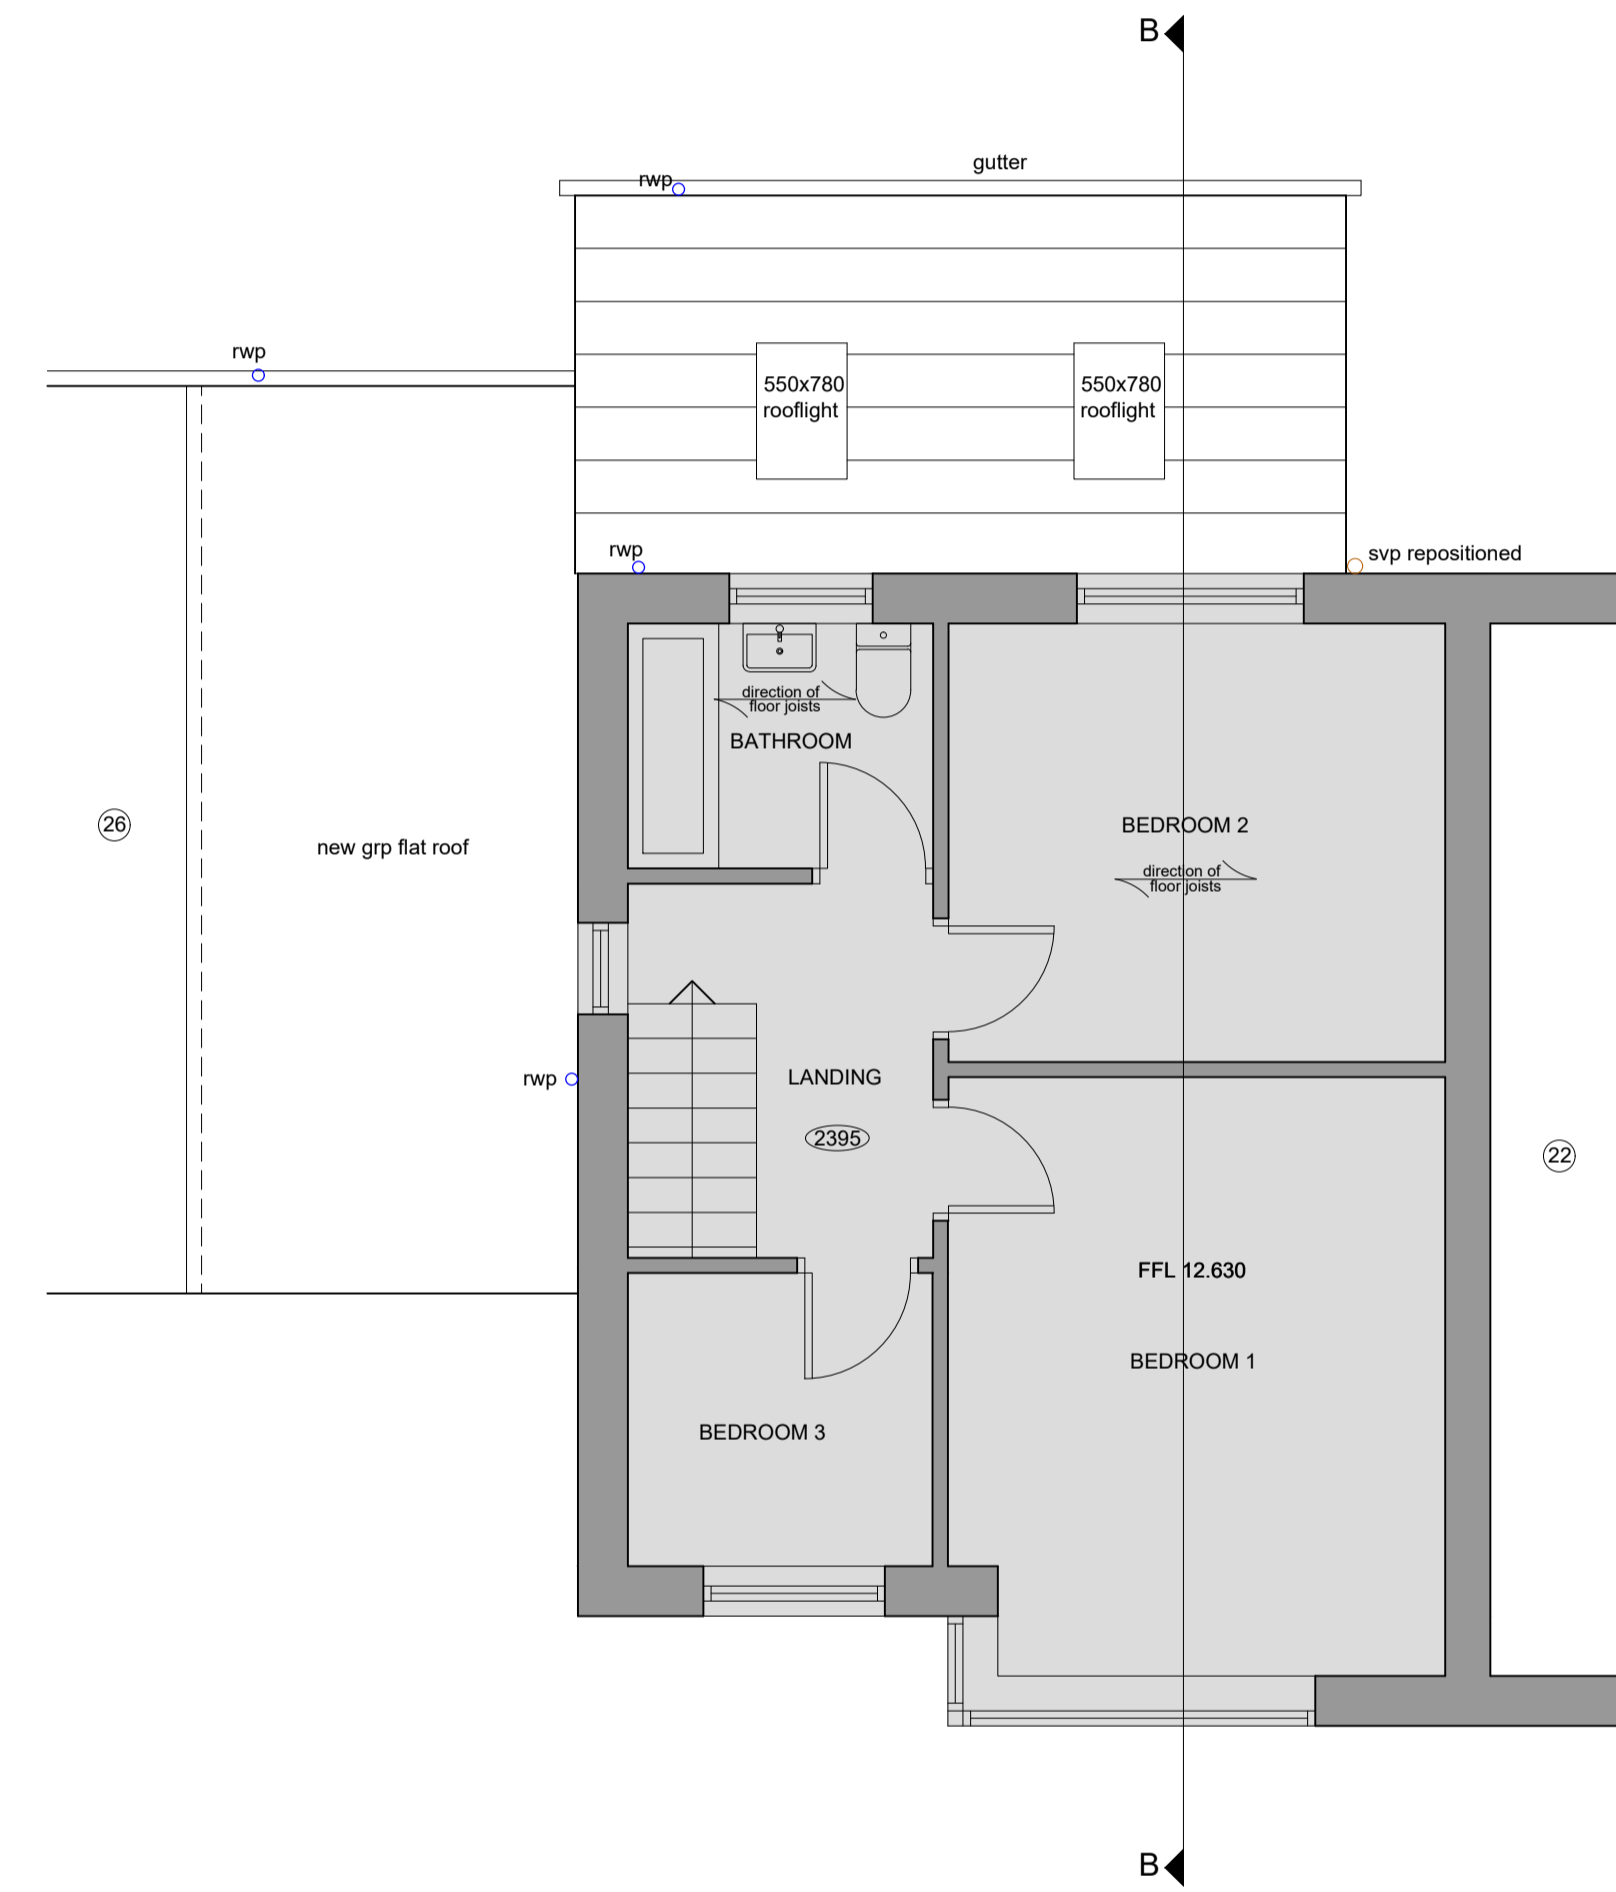 B
gutter
rwp
rwp
550x780
rooflight
550x780
rooflight
rwp
svp repositioned
direction of
floor joists
BATHROOM
26
new grp flat roof
BEDROOM 2
direction of
floor joists
rwp
LANDING
2395
22
FFL 12.630
BEDROOM 1
BEDROOM 3
B